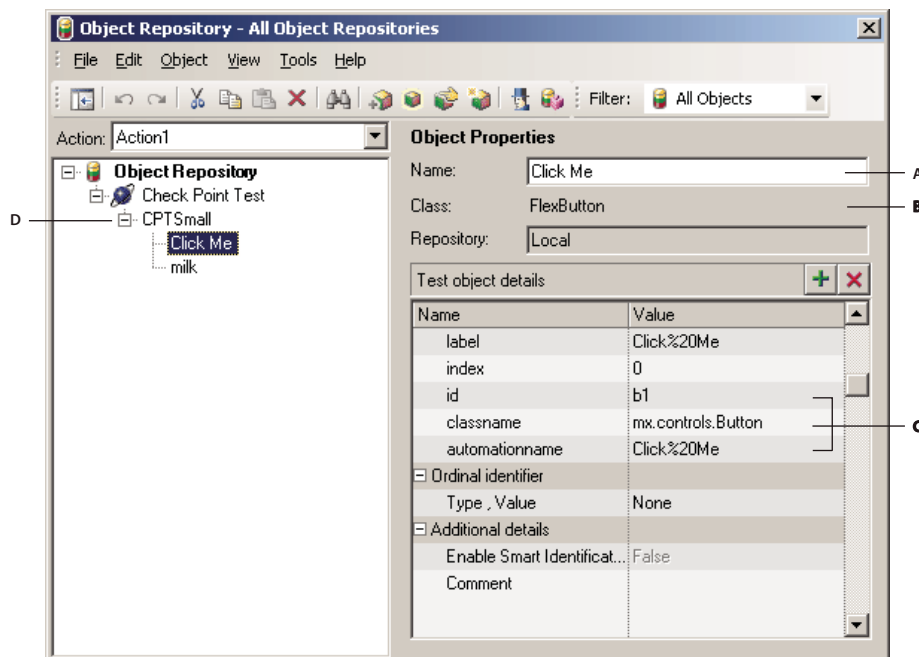 Object Repository - All Object Repositories
File Edit Object View Tools Help
Filter: All Objects
Action: Action1
Object Repository
Check Point Test
D
CPTSmall
Click Me
milk
Object Properties
Name: Click Me
A
Class: FlexButton
B
Repository: Local
Test object details
Name Value
label Click%20Me
index 0
id b1
classname mx.controls.Button
C
automationname Click%20Me
Ordinal identifier
Type , Value None
Additional details
Enable Smart Identificat... False
Comment